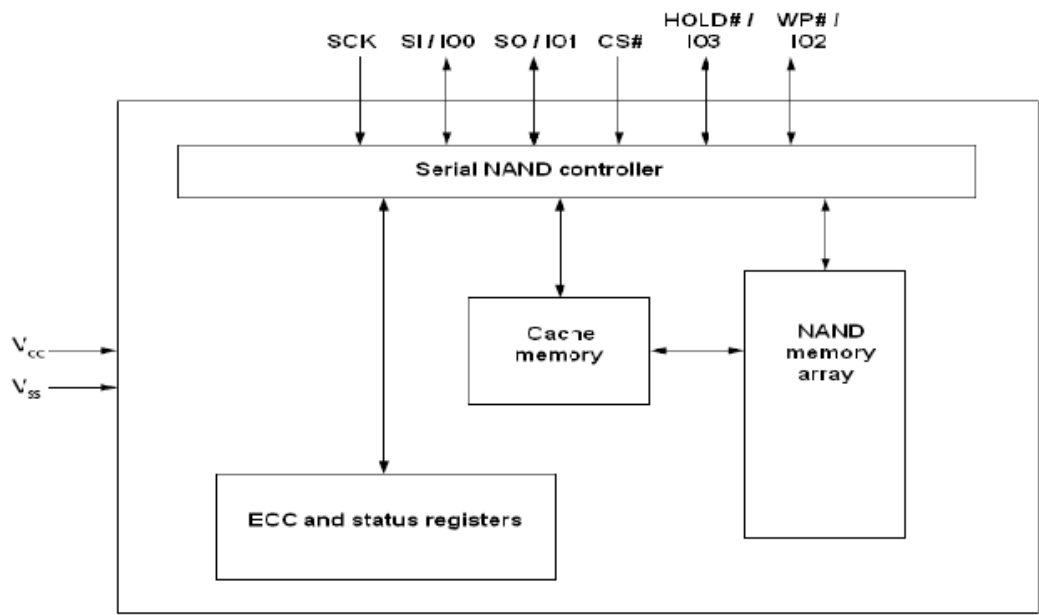 HOLD# / WP# /
SCK SI / IO0 SO / IO1 CS# IO3 IO2
Serial NAND controller
Cache
memory
NAND
memory
array
Vcc
Vss
ECC and status registers